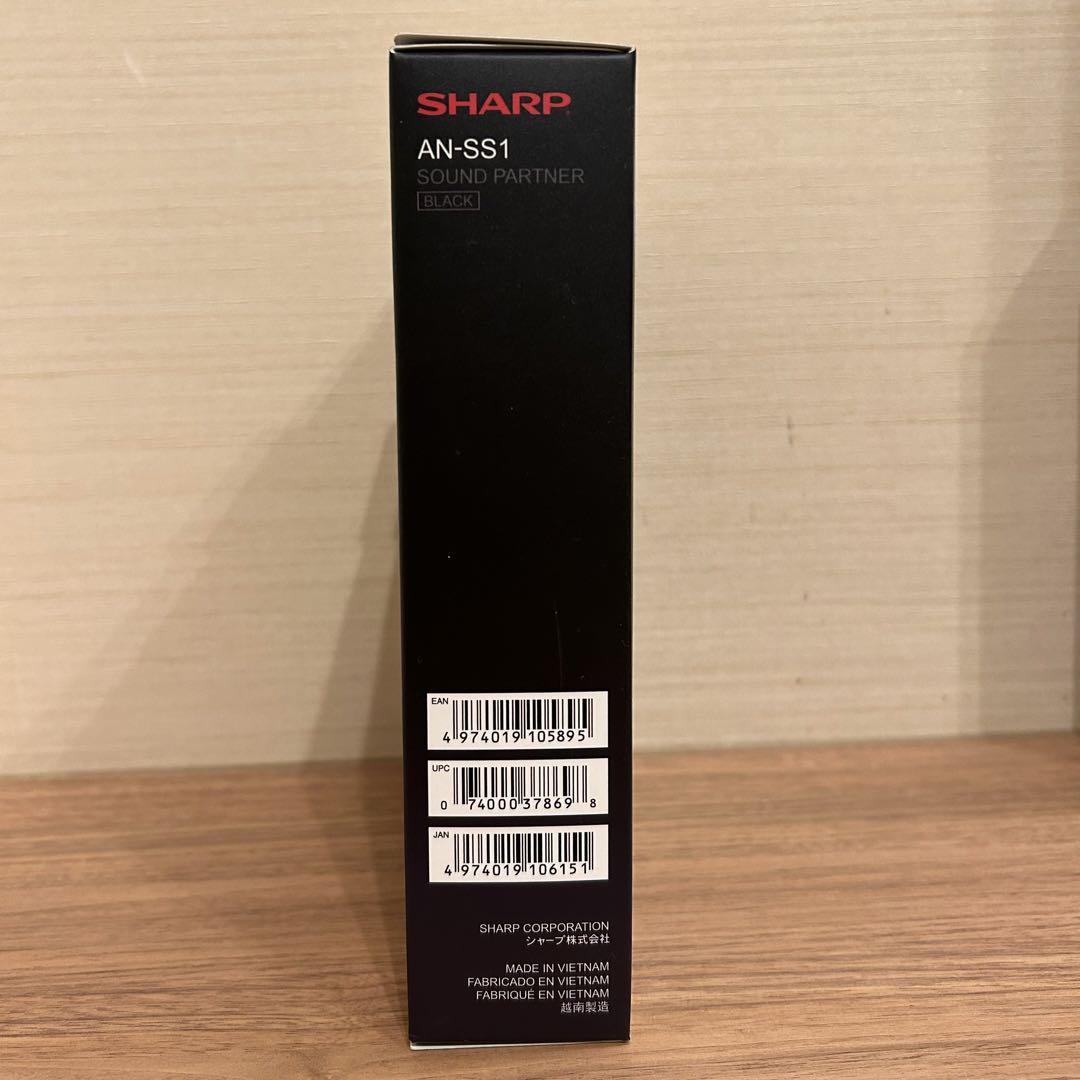 SHARP
AN-SS1
SOUND PARTNER
BLACK
EAN
4 974019 105895
UPC
0 74000 37869 8
JAN
4 974019 106151
SHARP CORPORATION
シャープ株式会社
MADE IN VIETNAM
FABRICADO EN VIETNAM
FABRIQUÉ EN VIETNAM
越南製造